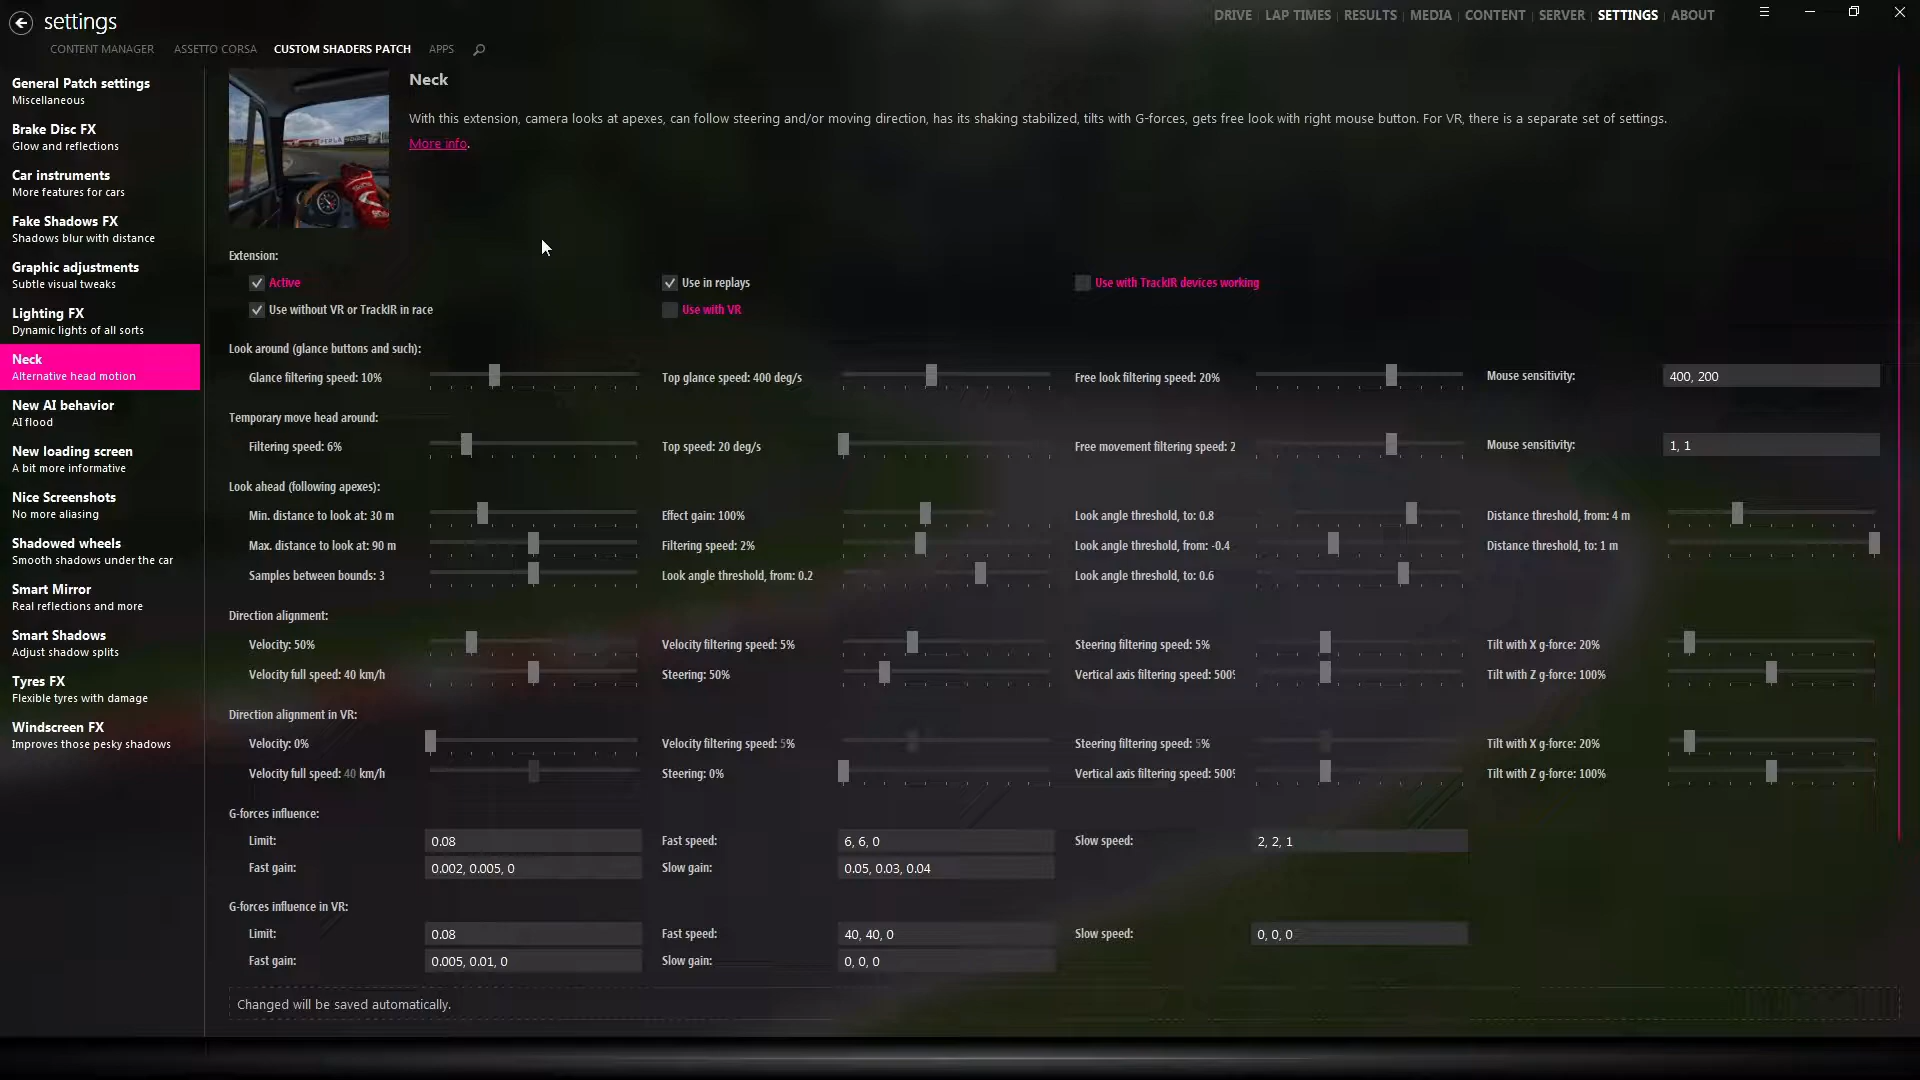 settings
DRIVE LAP TIMES RESULTS MEDIA CONTENT SERVER SETTINGS ABOUT
CONTENT MANAGER ASSETTO CORSA CUSTOM SHADERS PATCH APPS
General Patch settings
Miscellaneous
Brake Disc FX
Glow and reflections
Car instruments
More features for cars
Fake Shadows FX
Shadows blur with distance
Graphic adjustments
Subtle visual tweaks
Lighting FX
Dynamic lights of all sorts
Neck
Alternative head motion
New AI behavior
AI flood
New loading screen
A bit more informative
Nice Screenshots
No more aliasing
Shadowed wheels
Smooth shadows under the car
Smart Mirror
Real reflections and more
Smart Shadows
Adjust shadow splits
Tyres FX
Flexible tyres with damage
Windscreen FX
Improves those pesky shadows
Neck
With this extension, camera looks at apexes, can follow steering and/or moving direction, has its shaking stabilized, tilts with G-forces, gets free look with right mouse button. For VR, there is a separate set of settings.
More info.
Extension:
Active Use in replays Use with TrackIR devices working
Use without VR or TrackIR in race Use with VR
Look around (glance buttons and such):
Glance filtering speed: 10% Top glance speed: 400 deg/s Free look filtering speed: 20% Mouse sensitivity: 400, 200
Temporary move head around:
Filtering speed: 6% Top speed: 20 deg/s Free movement filtering speed: 2 Mouse sensitivity: 1, 1
Look ahead (following apexes):
Min. distance to look at: 30 m Effect gain: 100% Look angle threshold, to: 0.8 Distance threshold, from: 4 m
Max. distance to look at: 90 m Filtering speed: 2% Look angle threshold, from: -0.4 Distance threshold, to: 1 m
Samples between bounds: 3 Look angle threshold, from: 0.2 Look angle threshold, to: 0.6
Direction alignment:
Velocity: 50% Velocity filtering speed: 5% Steering filtering speed: 5% Tilt with X g-force: 20%
Velocity full speed: 40 km/h Steering: 50% Vertical axis filtering speed: 500% Tilt with Z g-force: 100%
Direction alignment in VR:
Velocity: 0% Velocity filtering speed: 5% Steering filtering speed: 5% Tilt with X g-force: 20%
Velocity full speed: 40 km/h Steering: 0% Vertical axis filtering speed: 500% Tilt with Z g-force: 100%
G-forces influence:
Limit: 0.08 Fast speed: 6, 6, 0 Slow speed: 2, 2, 1
Fast gain: 0.002, 0.005, 0 Slow gain: 0.05, 0.03, 0.04
G-forces influence in VR:
Limit: 0.08 Fast speed: 40, 40, 0 Slow speed: 0, 0, 0
Fast gain: 0.005, 0.01, 0 Slow gain: 0, 0, 0
Changed will be saved automatically.